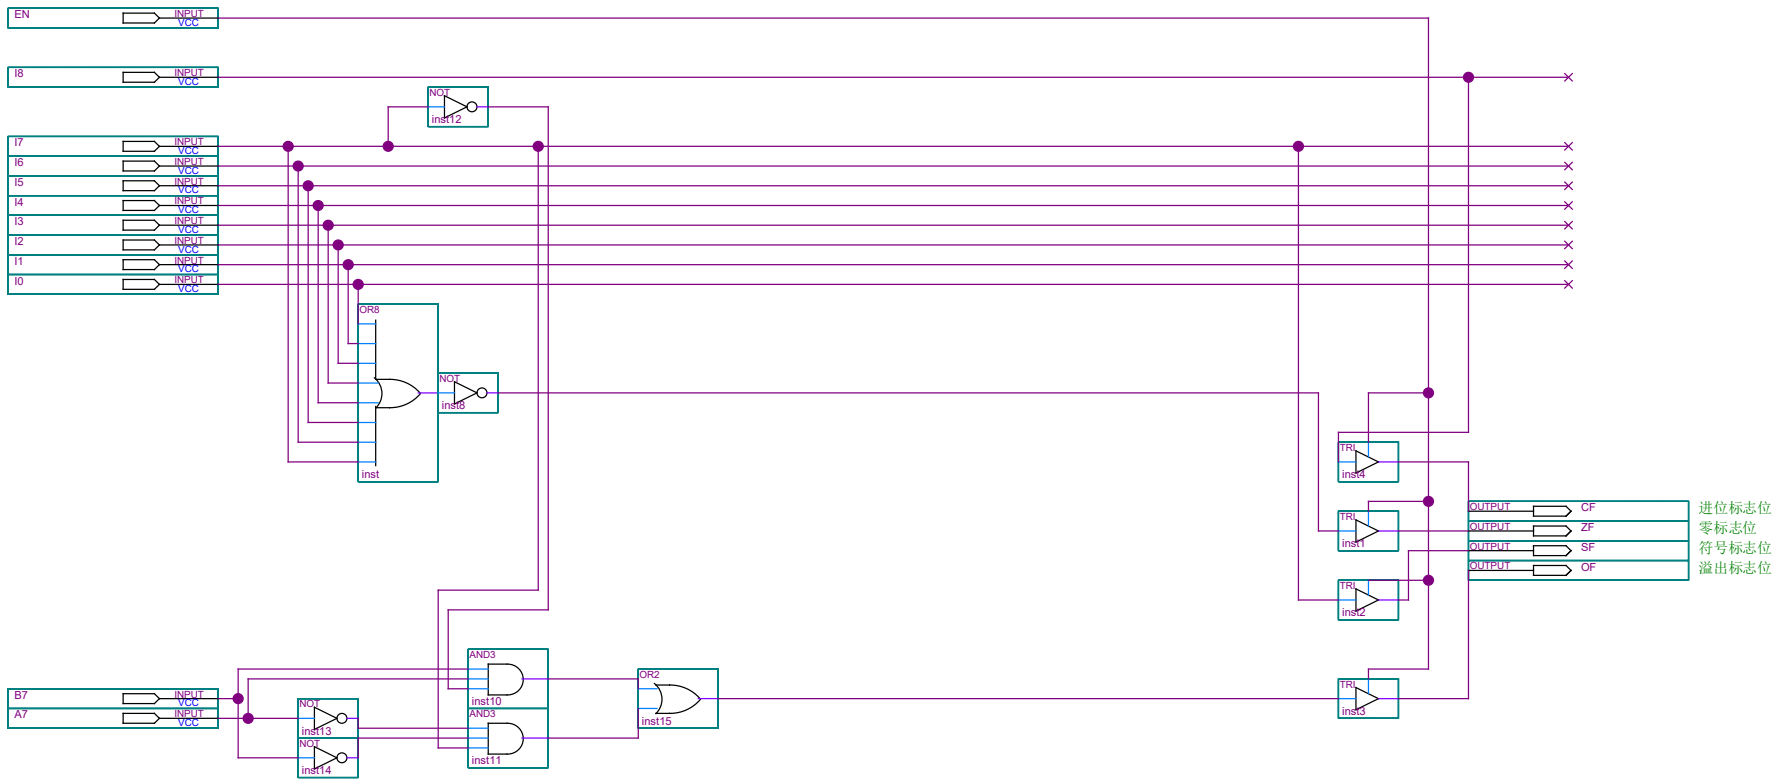 EN INPUT VCC
I8 INPUT VCC
NOT
inst12
I7 INPUT VCC
I6 INPUT VCC
I5 INPUT VCC
I4 INPUT VCC
I3 INPUT VCC
I2 INPUT VCC
I1 INPUT VCC
I0 INPUT VCC
OR8
inst
NOT
inst8
TRI
inst4
OUTPUT CF 进位标志位
TRI
inst1
OUTPUT ZF 零标志位
OUTPUT SF 符号标志位
OUTPUT OF 溢出标志位
TRI
inst2
AND3
inst10
OR2
inst15
TRI
inst3
B7 INPUT VCC
A7 INPUT VCC
NOT
inst13
AND3
inst11
NOT
inst14